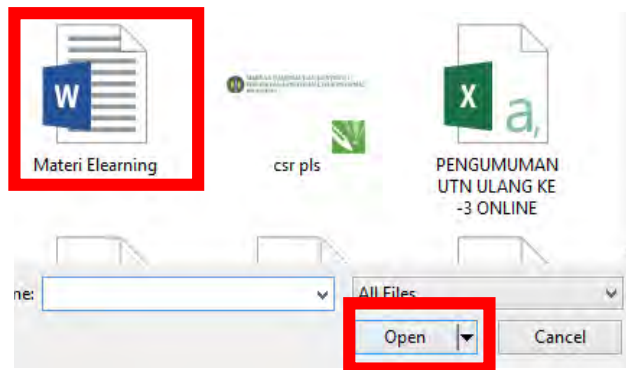 W
X
a,
Materi Elearning
csr pls
PENGUMUMAN
UTN ULANG KE
-3 ONLINE
ne:
All Files
Open
Cancel